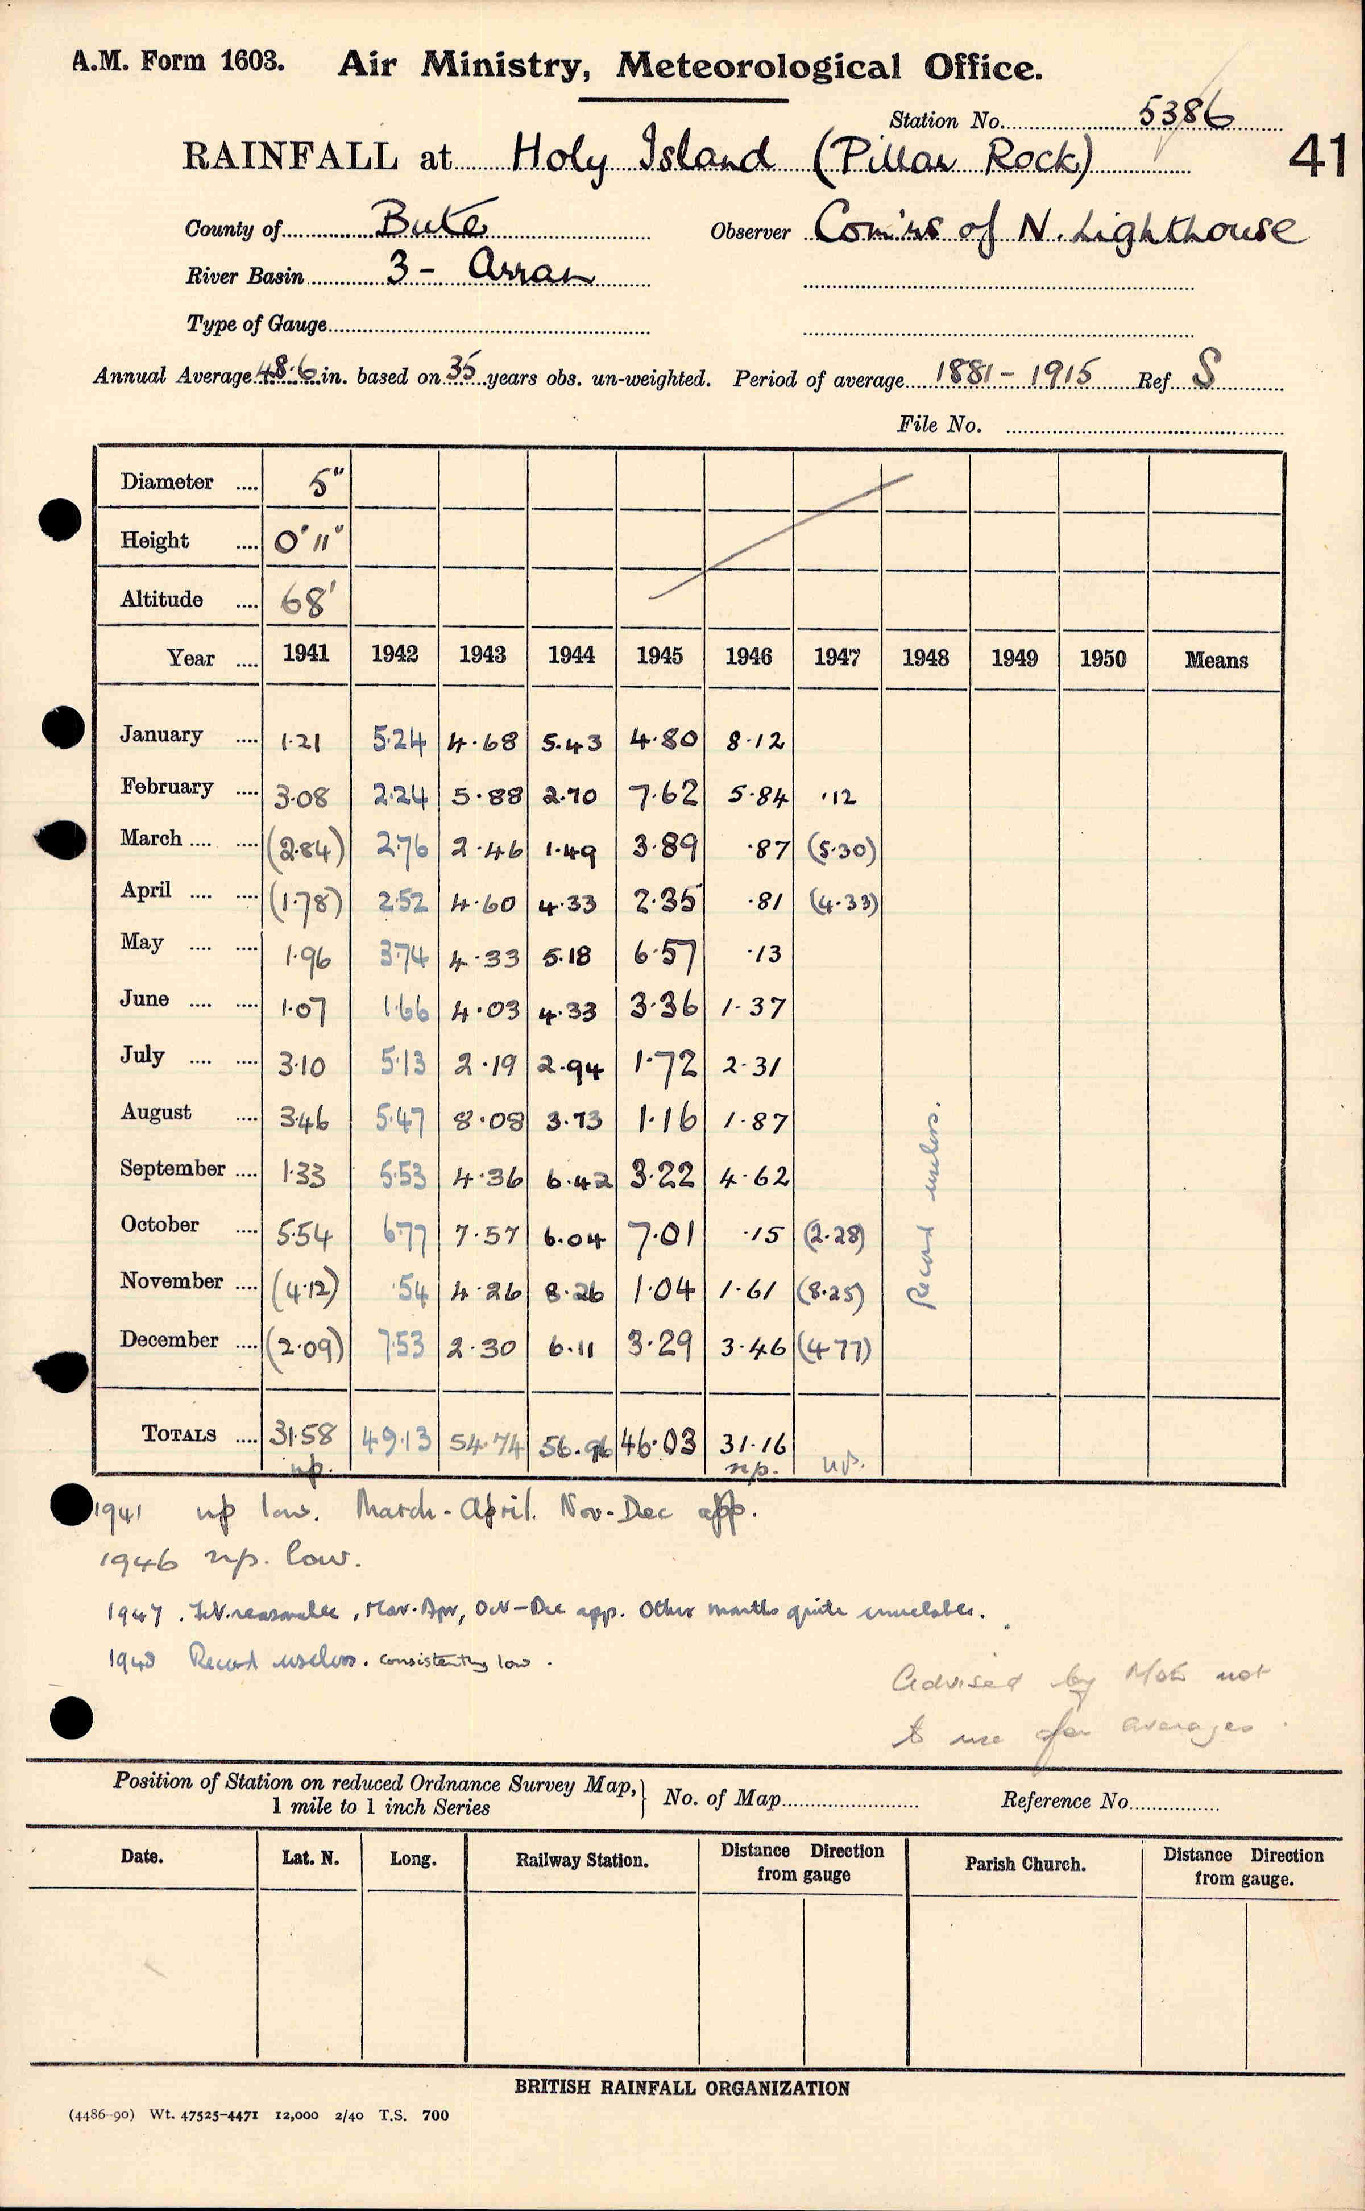 A.M. Form 1603. Air Ministry, Meteorological Office.
Station No. 5386
RAINFALL at Holy Island (Pillar Rock) 41
County of Bute Observer Com'rs of N. Lighthouse
River Basin 3 - Arran
Type of Gauge
Annual Average 48.6 in. based on 35 years obs. un-weighted. Period of average 1881 - 1915 Ref. S
File No.
Diameter .... 5"
Height .... 0' 11"
Altitude .... 68'
Year .... 1941 1942 1943 1944 1945 1946 1947 1948 1949 1950 Means
January .... 1.21 5.24 4.68 5.43 4.80 8.12
February .... 3.08 2.24 5.88 2.70 7.62 5.84 .12
March .... .... (2.84) 2.76 2.46 1.49 3.89 .87 (5.30)
April .... .... (1.78) 2.52 4.60 4.33 2.35 .81 (4.33)
May .... .... 1.96 3.74 4.33 5.18 6.57 .13
June .... .... 1.07 1.66 4.03 4.33 3.36 1.37
July .... .... 3.10 5.13 2.19 2.94 1.72 2.31
August .... 3.46 5.47 8.08 3.73 1.16 1.87
September .... 1.33 5.53 4.36 6.42 3.22 4.62
October .... 5.54 6.77 7.57 6.04 7.01 .15 (2.28)
November .... (4.12) .54 4.26 8.26 1.04 1.61 (8.25)
December .... (2.09) 7.53 2.30 6.11 3.29 3.46 (4.77)
Record useless.
TOTALS .... 31.58 49.13 54.74 56.96 46.03 31.16
np. np. np.
1941 np low. March - April. Nov - Dec app.
1946 np. low.
1947. Feb. reasonable, Mar - Apr, Oct - Dec app. Other months quite unreliable.
1948 Record useless. consistently low.
Advised by not
to use for averages
Position of Station on reduced Ordnance Survey Map, } No. of Map Reference No.
1 mile to 1 inch Series
Date. Lat. N. Long. Railway Station. Distance Direction from gauge Parish Church. Distance Direction from gauge.
BRITISH RAINFALL ORGANIZATION
(4486-90) Wt. 47525-4471 12,000 2/40 T.S. 700